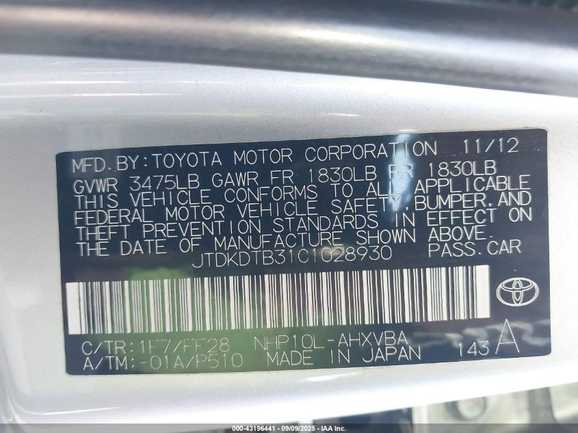 MFD. BY: TOYOTA MOTOR CORPORATION 11/12
GVWR 3475LB GAWR FR 1830LB RR 1830LB
THIS VEHICLE CONFORMS TO ALL APPLICABLE
FEDERAL MOTOR VEHICLE SAFETY, BUMPER, AND
THEFT PREVENTION STANDARDS IN EFFECT ON
THE DATE OF MANUFACTURE SHOWN ABOVE.
JTDKDTB31C1028930 PASS. CAR
TOYOTA
C/TR: 1F7/FF28 NHP10L-AHXVBA
A/TM: -01A/P510 MADE IN JAPAN 143 A
000-43156441 - 09/09/2025 - IAA Inc.